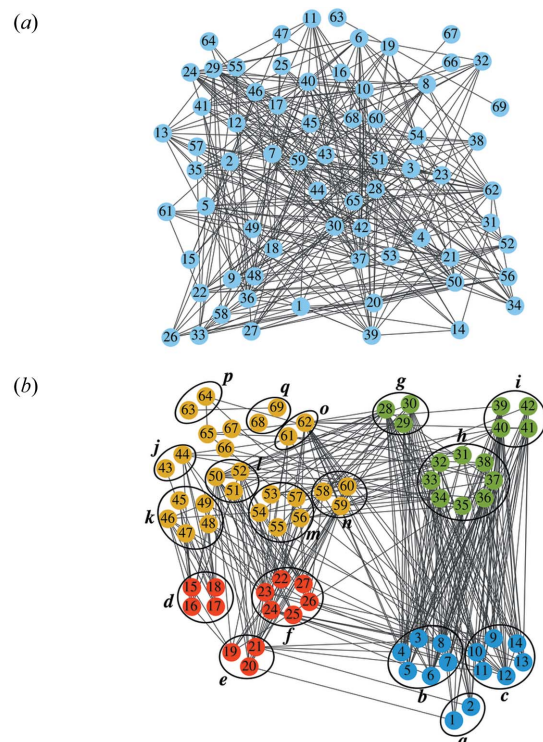 (a)
11 63
64 47 6 19 67
24 29 55 25 40 16 66 32
46 10 8 69
41 17
13 12 45 68 60 54 38
57 7 43 51
35 2 59 3 23
44 28 62
61 5 65 31
49 30 42 4 52
18 37 53 21
15 9 48 50 56
22 36
58 1 20 34
26 33 27 39 14
(b)
p q o g i
64 69 62 28 30 39 42
63 68 61 29 40 41
65 67
66
j l h
44 52 31
43 50 51 32 38
k 45 49 53 57 58 60 33 37
46 48 54 56 59 34 36
47 55 35
m n
15 18 22 27
d 16 17 23 26
24 25
f
19 21 3 8 9 14
20 4 7 10 13
e 5 6 11 12
b c
2
1
a